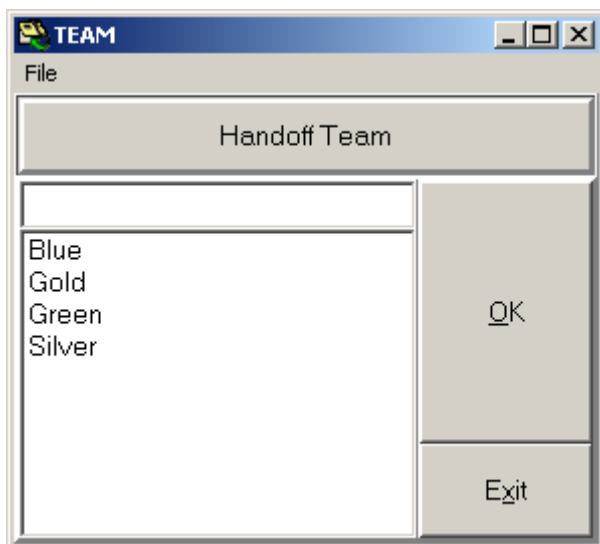 TEAM
File
Handoff Team
Blue
Gold
Green
Silver
OK
Exit